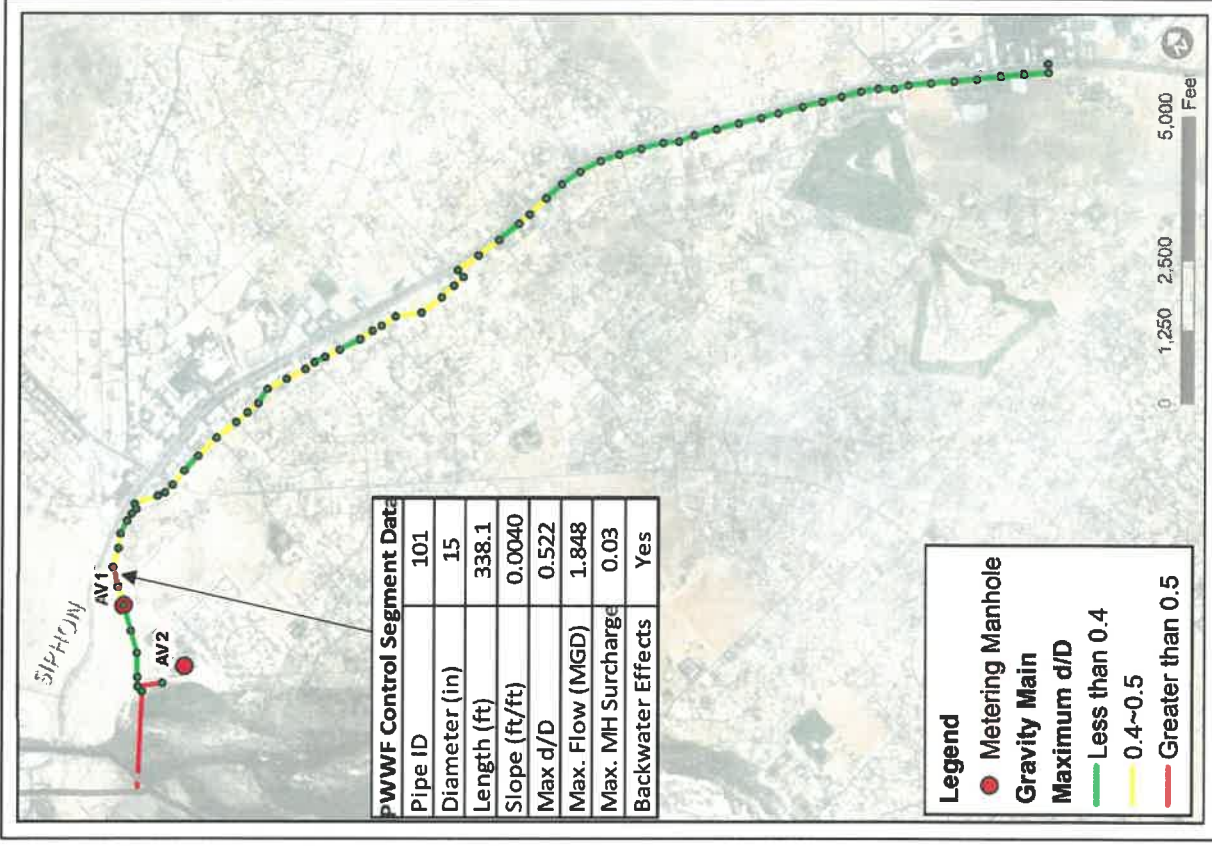 SIPHON
AV1
AV2
PWWF Control Segment Data
Pipe ID 101
Diameter (in) 15
Length (ft) 338.1
Slope (ft/ft) 0.0040
Max d/D 0.522
Max. Flow (MGD) 1.848
Max. MH Surcharge 0.03
Backwater Effects Yes
Legend
Metering Manhole
Gravity Main
Maximum d/D
Less than 0.4
0.4~0.5
Greater than 0.5
0 1,250 2,500 5,000
Feet